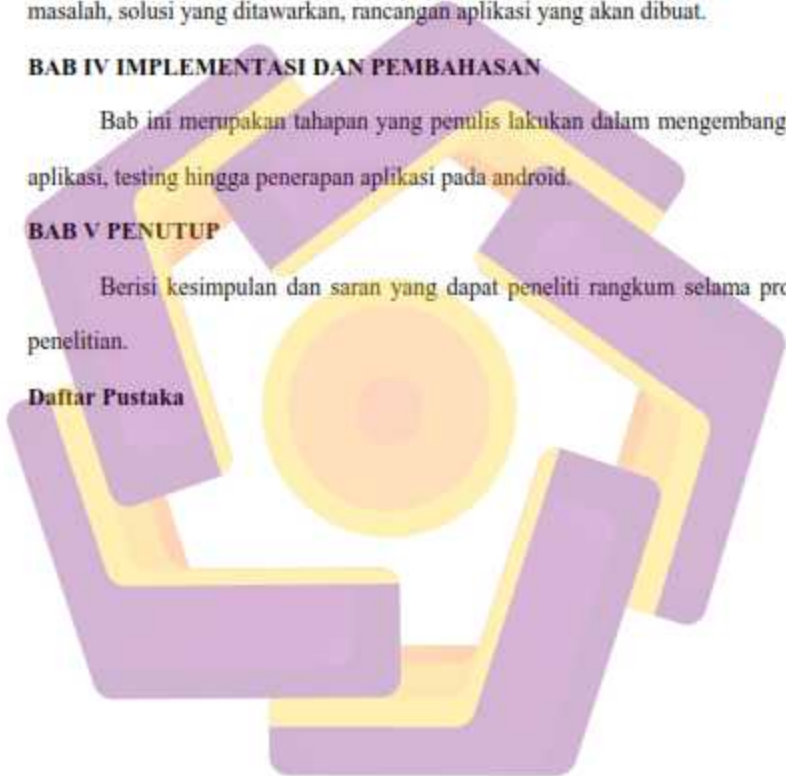 masalah, solusi yang ditawarkan, rancangan aplikasi yang akan dibuat.
BAB IV IMPLEMENTASI DAN PEMBAHASAN
Bab ini merupakan tahapan yang penulis lakukan dalam mengembang
aplikasi, testing hingga penerapan aplikasi pada android.
BAB V PENUTUP
Berisi kesimpulan dan saran yang dapat peneliti rangkum selama pro
penelitian.
Daftar Pustaka